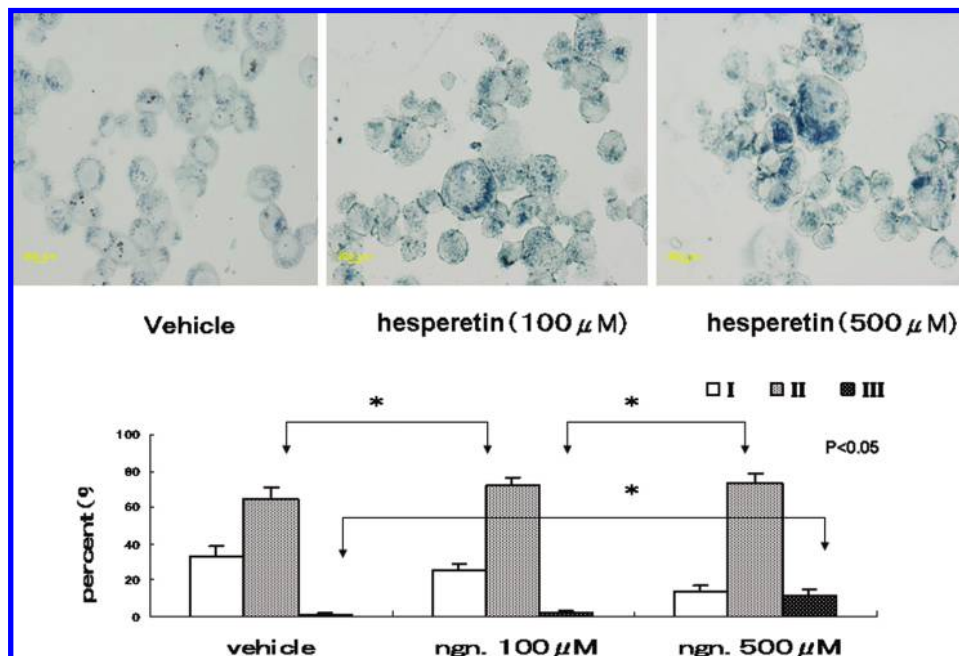 Vehicle
hesperetin (100 μM)
hesperetin (500 μM)
I II III
* *
P<0.05
*
percent(
100
80
60
40
20
0
vehicle
ngn. 100 μM
ngn. 500 μM